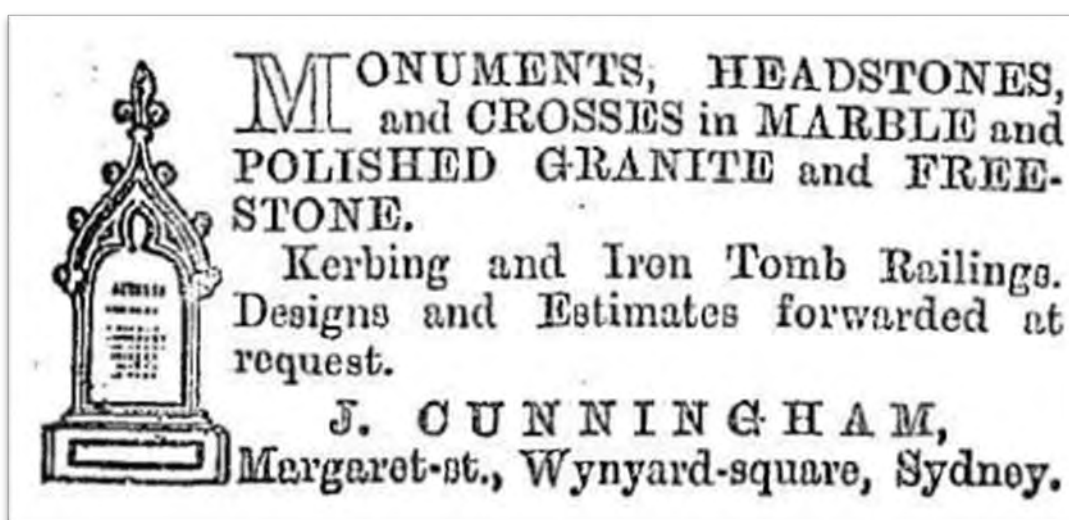 MONUMENTS, HEADSTONES,
and CROSSES in MARBLE and
POLISHED GRANITE and FREE-
STONE.
Kerbing and Iron Tomb Railings.
Designs and Estimates forwarded at
request.
J. CUNNINGHAM,
Margaret-st., Wynyard-square, Sydney.